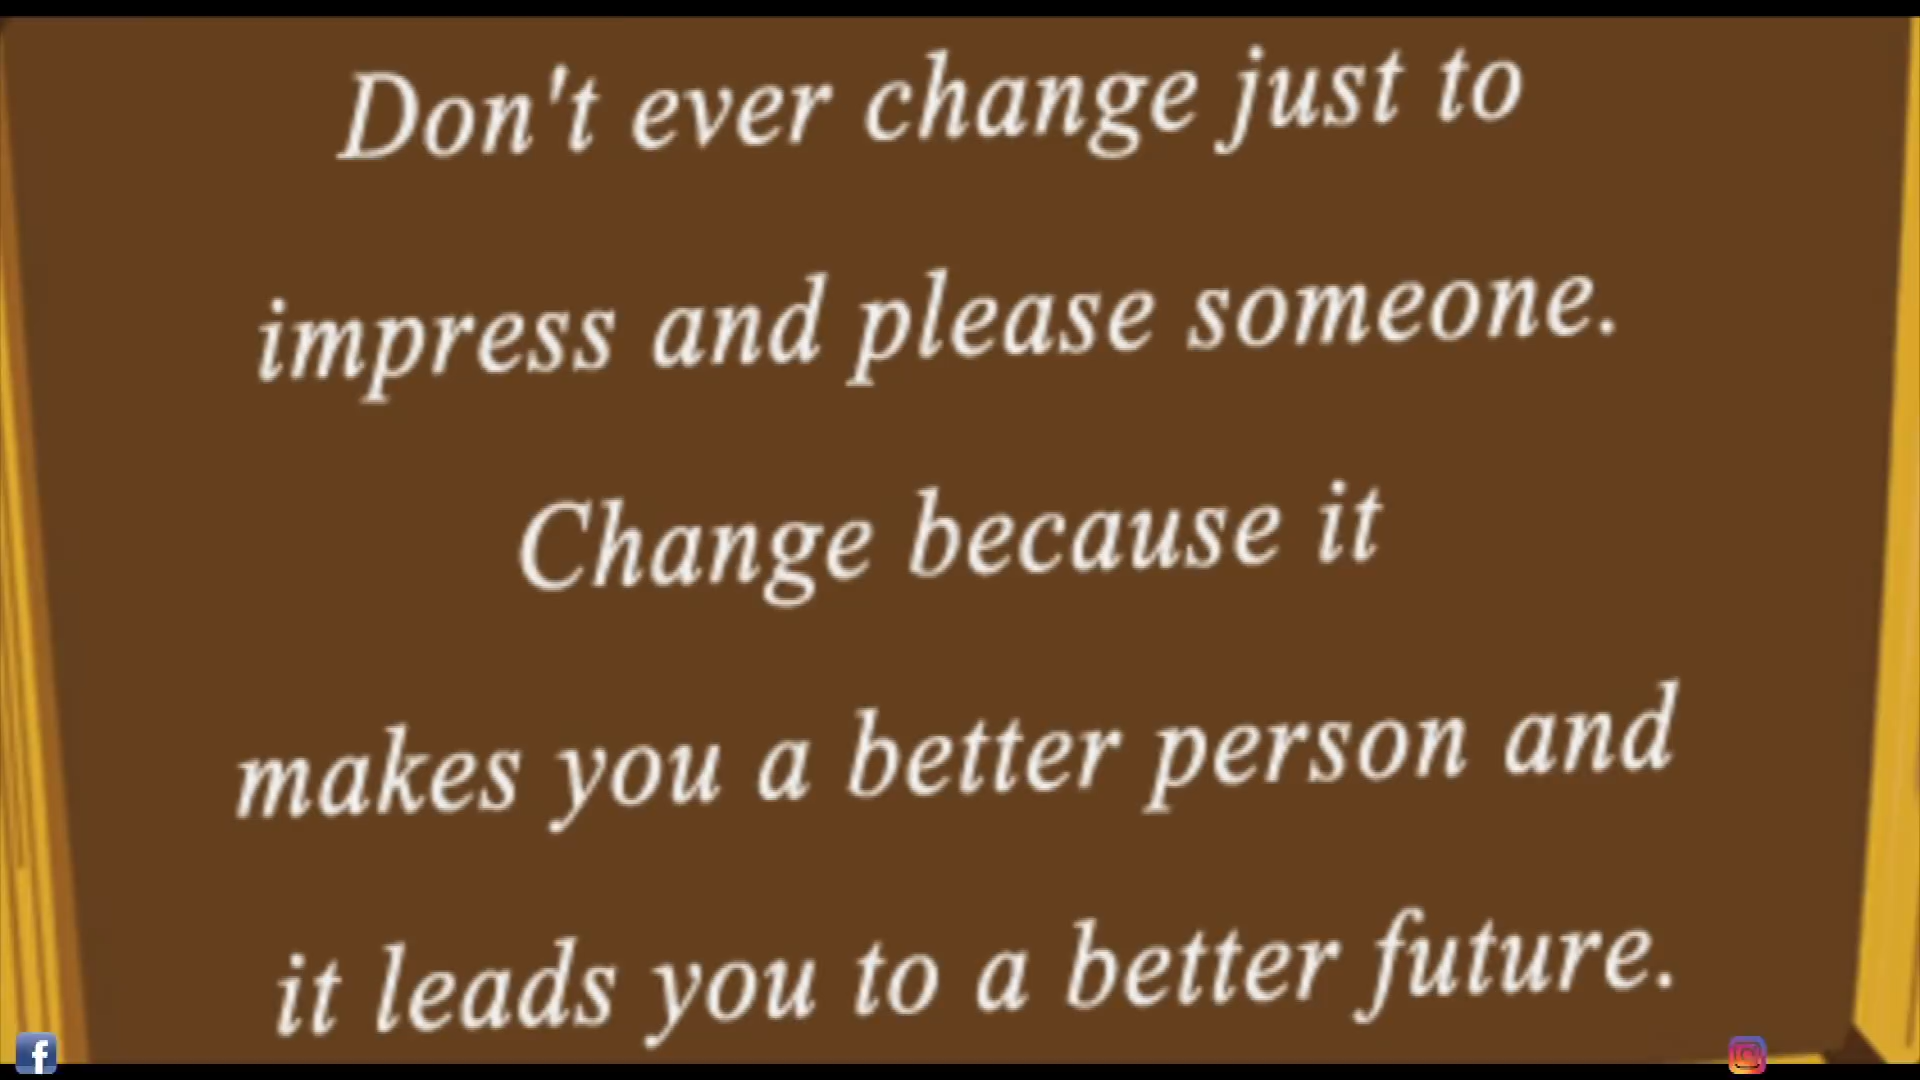 Don't ever change just to
impress and please someone.
Change because it
makes you a better person and
it leads you to a better future.